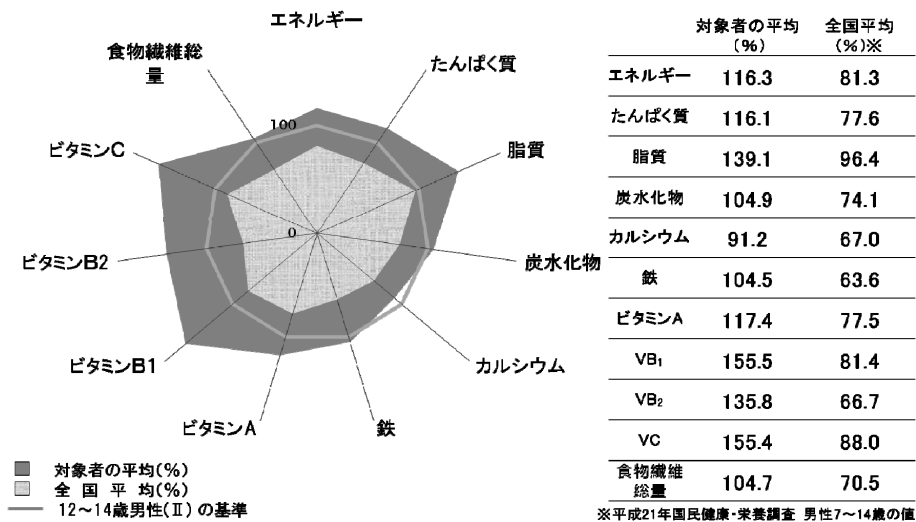 エネルギー
食物繊維総
量
たんぱく質
100
ビタミンC
脂質
0
ビタミンB2
炭水化物
ビタミンB1
カルシウム
ビタミンA
鉄
対象者の平均(%)
全国平均(%)
12~14歳男性(Ⅱ)の基準
対象者の平均 全国平均
(%) (%)※
エネルギー 116.3 81.3
たんぱく質 116.1 77.6
脂質 139.1 96.4
炭水化物 104.9 74.1
カルシウム 91.2 67.0
鉄 104.5 63.6
ビタミンA 117.4 77.5
VB₁ 155.5 81.4
VB₂ 135.8 66.7
VC 155.4 88.0
食物繊維
総量 104.7 70.5
※平成21年国民健康・栄養調査 男性7~14歳の値